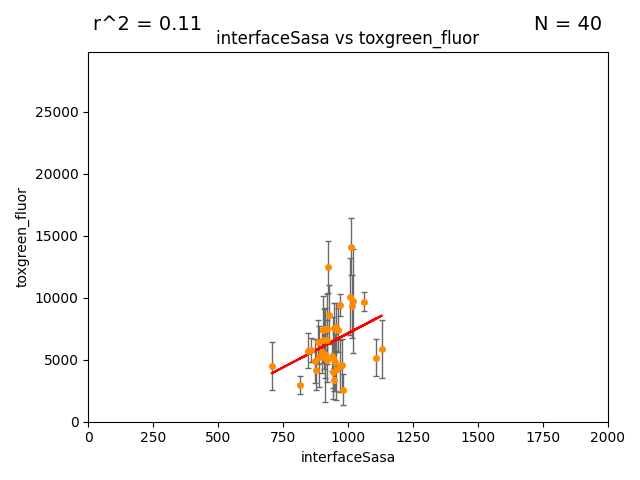 r^2 = 0.11
N = 40
interfaceSasa vs toxgreen_fluor
25000
20000
15000
10000
5000
0
toxgreen_fluor
0 250 500 750 1000 1250 1500 1750 2000
interfaceSasa